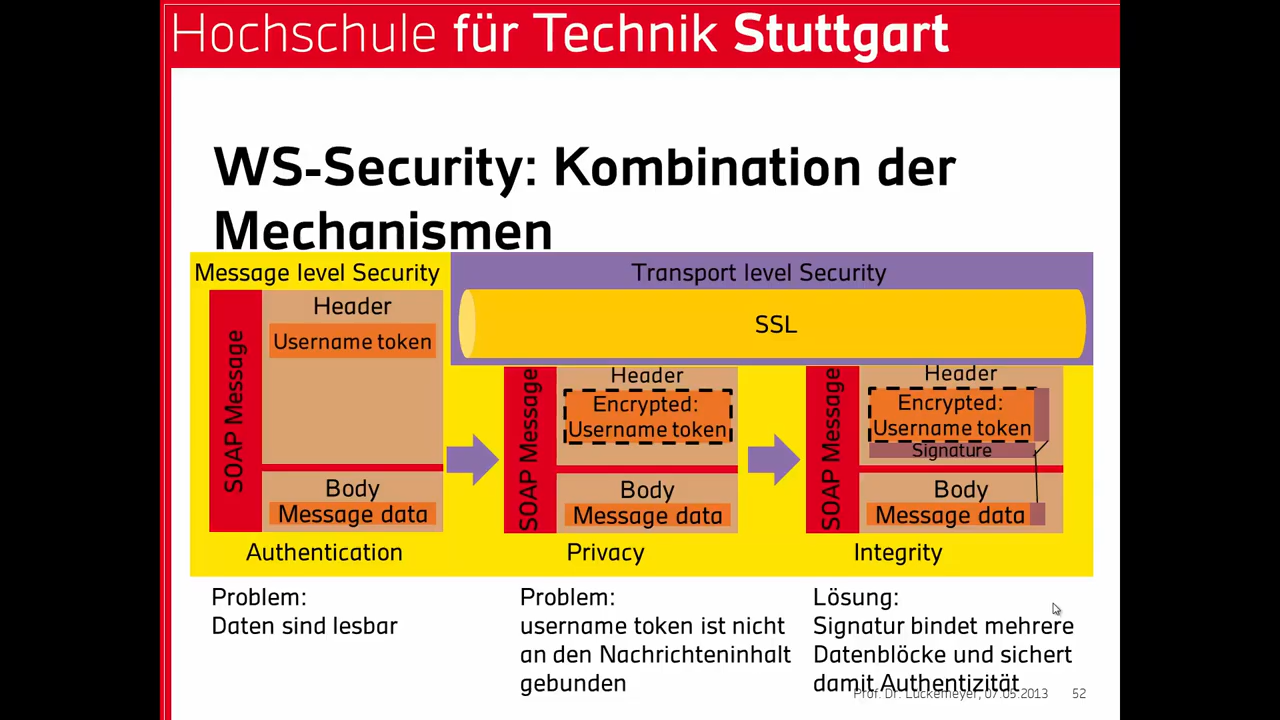 Hochschule für Technik Stuttgart
WS-Security: Kombination der
Mechanismen
Message level Security
Transport level Security
SSL
SOAP Message
Header
Username token
Body
Message data
Authentication
SOAP Message
Header
Encrypted:
Username token
Body
Message data
Privacy
SOAP Message
Header
Encrypted:
Username token
Signature
Body
Message data
Integrity
Problem:
Daten sind lesbar
Problem:
username token ist nicht
an den Nachrichteninhalt
gebunden
Lösung:
Signatur bindet mehrere
Datenblöcke und sichert
damit Authentizität
Prof. Dr. Lückemeyer, 07.05.2013
52